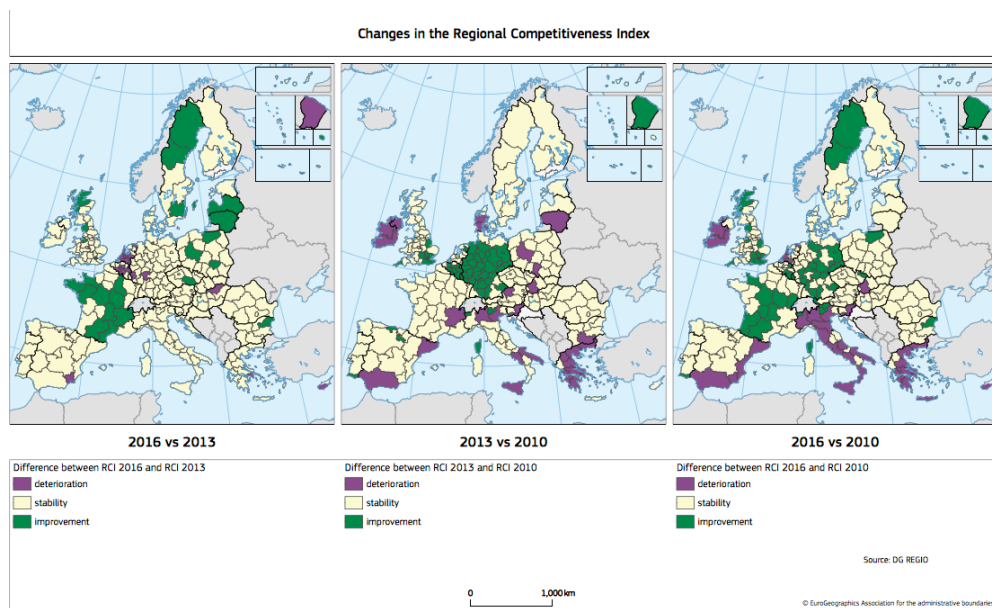 Changes in the Regional Competitiveness Index
2016 vs 2013
2013 vs 2010
2016 vs 2010
Difference between RCI 2016 and RCI 2013
deterioration
stability
improvement
Difference between RCI 2013 and RCI 2010
deterioration
stability
improvement
Difference between RCI 2016 and RCI 2010
deterioration
stability
improvement
Source: DG REGIO
0 1,000 km
© EuroGeographics Association for the administrative boundaries